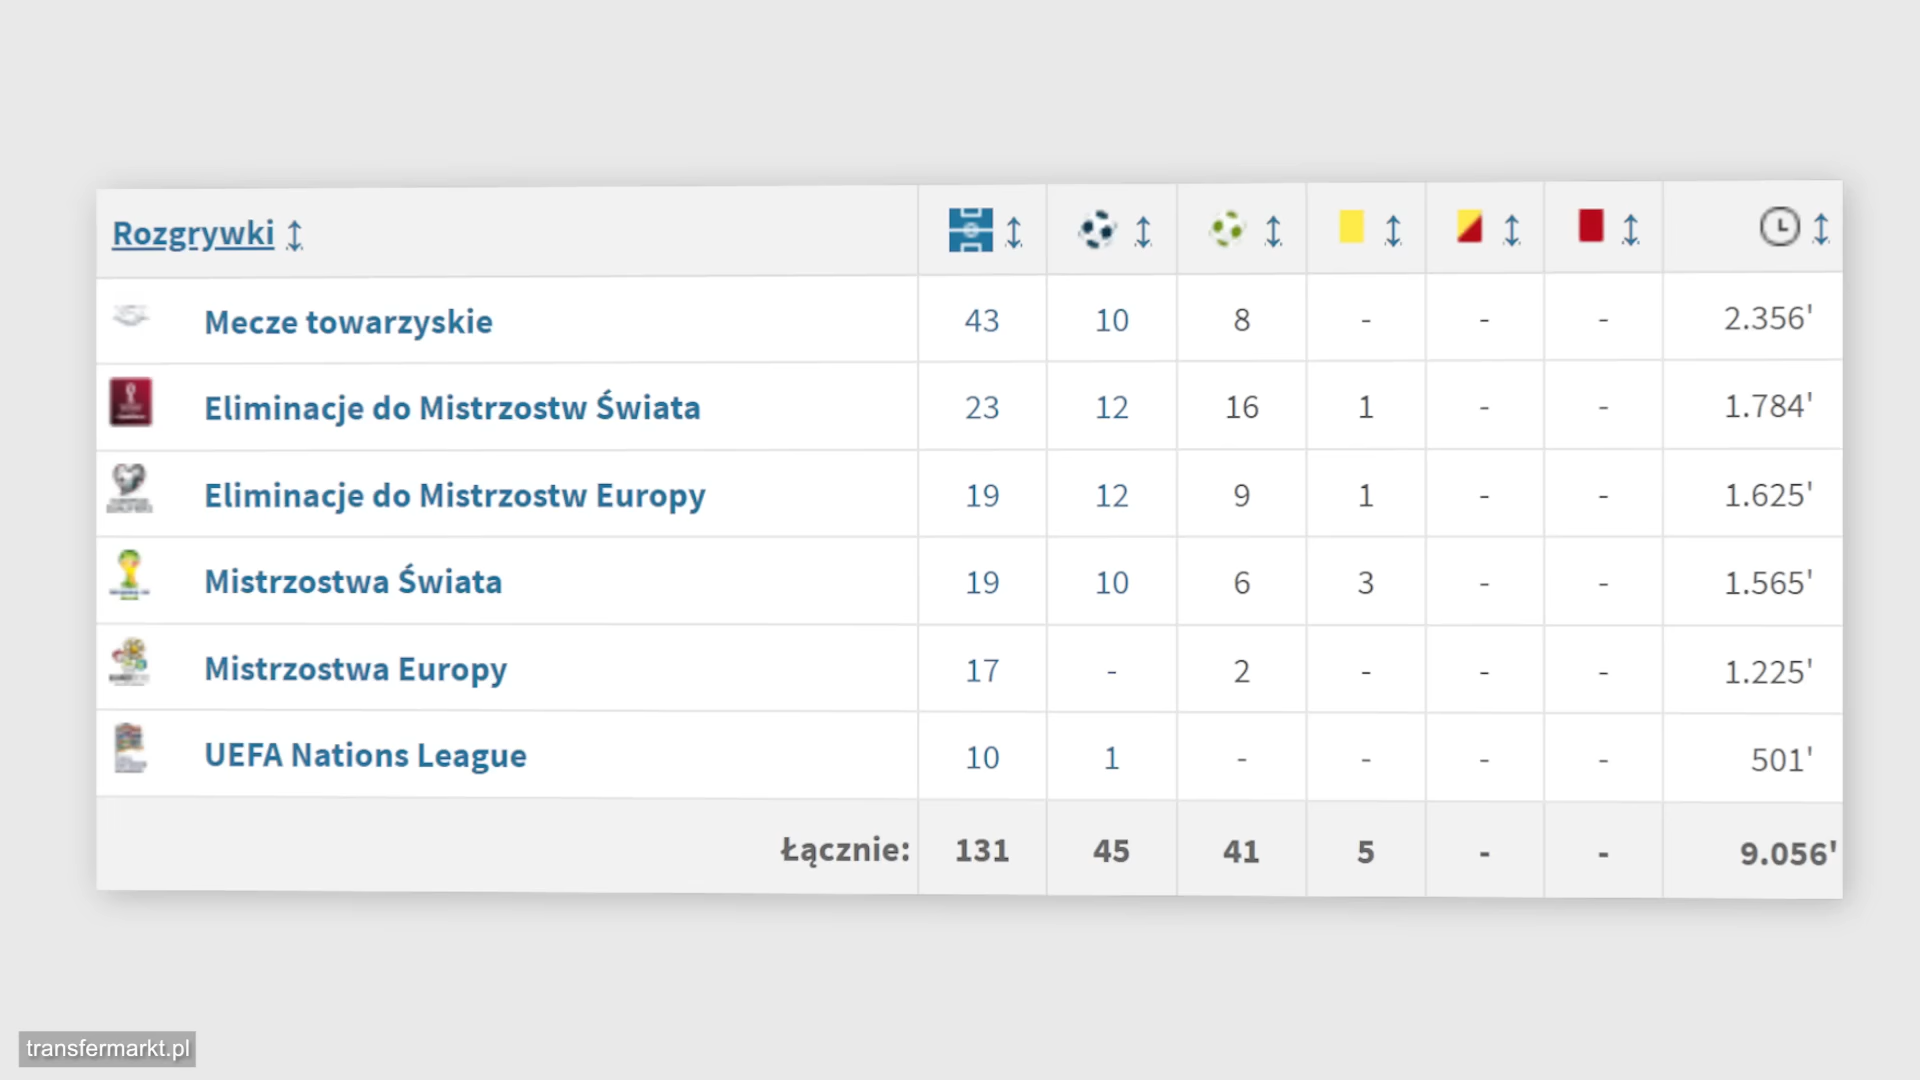 Rozgrywki
Mecze towarzyskie 43 10 8 - - - 2.356'
Eliminacje do Mistrzostw Świata 23 12 16 1 - - 1.784'
Eliminacje do Mistrzostw Europy 19 12 9 1 - - 1.625'
Mistrzostwa Świata 19 10 6 3 - - 1.565'
Mistrzostwa Europy 17 - 2 - - - 1.225'
UEFA Nations League 10 1 - - - - 501'
Łącznie: 131 45 41 5 - - 9.056'
transfermarkt.pl